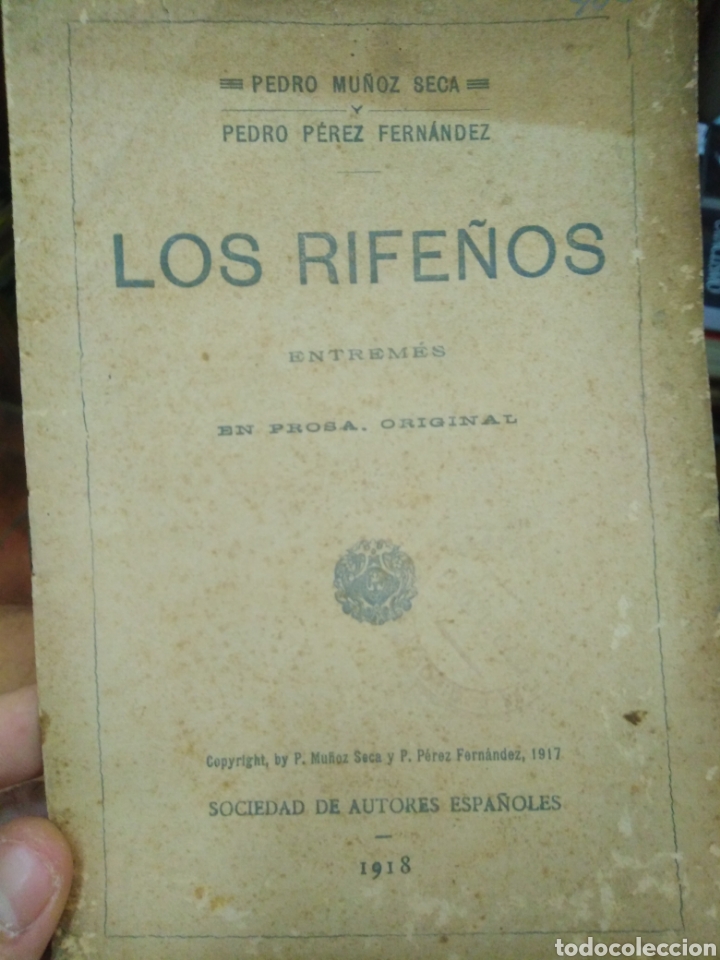 PEDRO MUÑOZ SECA
Y
PEDRO PÉREZ FERNÁNDEZ
LOS RIFEÑOS
ENTREMÉS
EN PROSA, ORIGINAL
Copyright, by P. Muñoz Seca y P. Pérez Fernández, 1917
SOCIEDAD DE AUTORES ESPAÑOLES
1918
todocoleccion